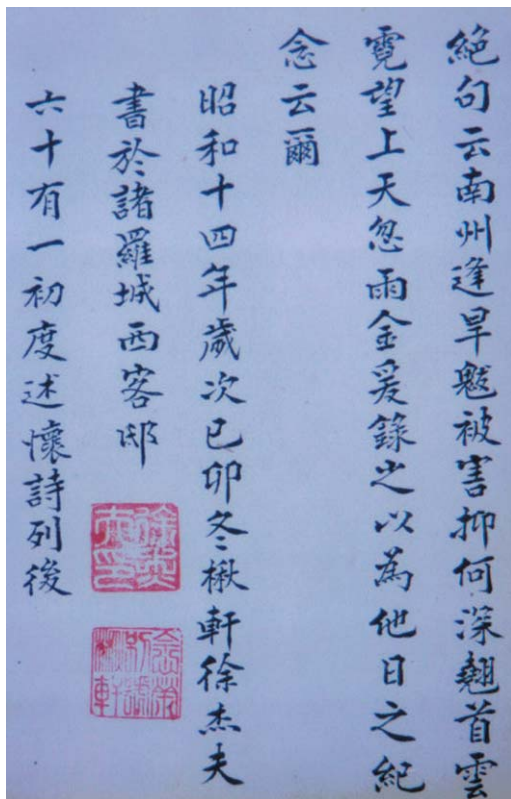 絕句云南州逢旱魃被害抑何深翹首雲
霓望上天忽雨金爰錄之以為他日之紀
念云爾
昭和十四年歲次己卯冬楸軒徐杰夫
書於諸羅城西客邸
六十有一初度述懷詩列後